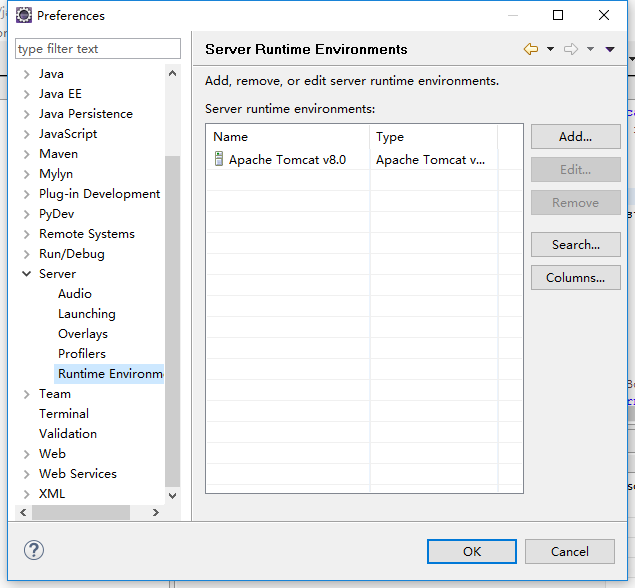 Preferences
type filter text
Java
Java EE
Java Persistence
JavaScript
Maven
Mylyn
Plug-in Development
PyDev
Remote Systems
Run/Debug
Server
Audio
Launching
Overlays
Profilers
Runtime Environm
Team
Terminal
Validation
Web
Web Services
XML
Server Runtime Environments
Add, remove, or edit server runtime environments.
Server runtime environments:
Name Type
Apache Tomcat v8.0 Apache Tomcat v...
Add...
Edit...
Remove
Search...
Columns...
OK Cancel